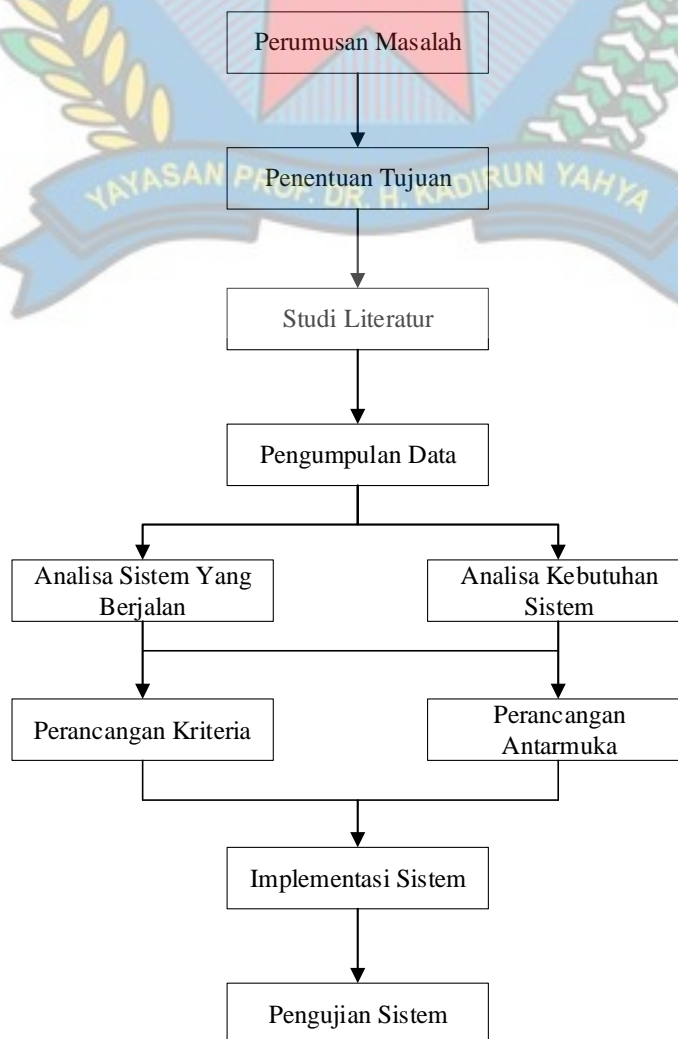 Perumusan Masalah
YAYASAN PROF. DR. H. KADIRUN YAHYA
Penentuan Tujuan
Studi Literatur
Pengumpulan Data
Analisa Sistem Yang
Berjalan
Analisa Kebutuhan
Sistem
Perancangan Kriteria
Perancangan
Antarmuka
Implementasi Sistem
Pengujian Sistem